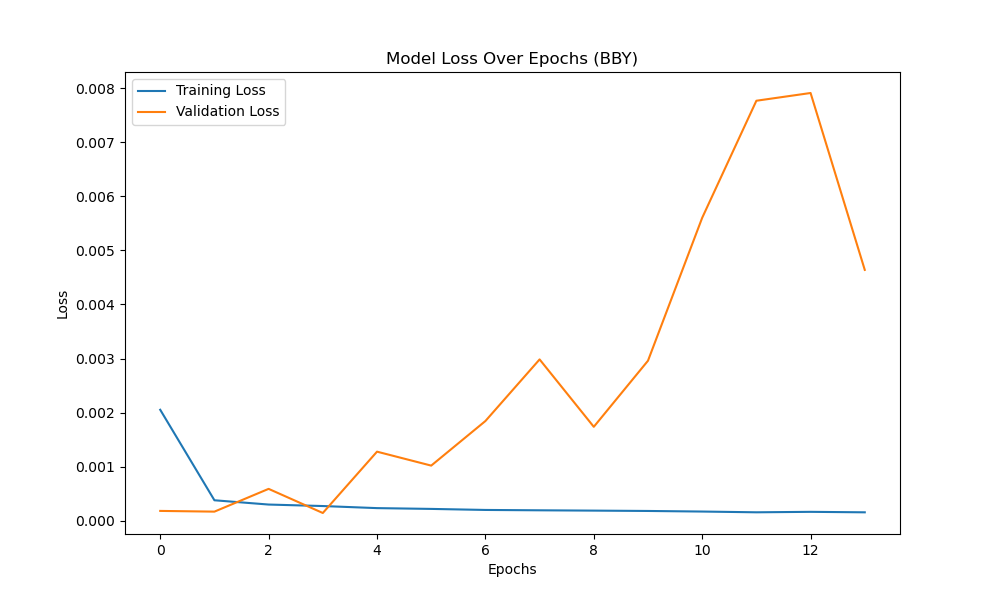 Model Loss Over Epochs (BBY)
Training Loss
Validation Loss
0.008
0.007
0.006
0.005
0.004
0.003
0.002
0.001
0.000
Loss
0 2 4 6 8 10 12
Epochs